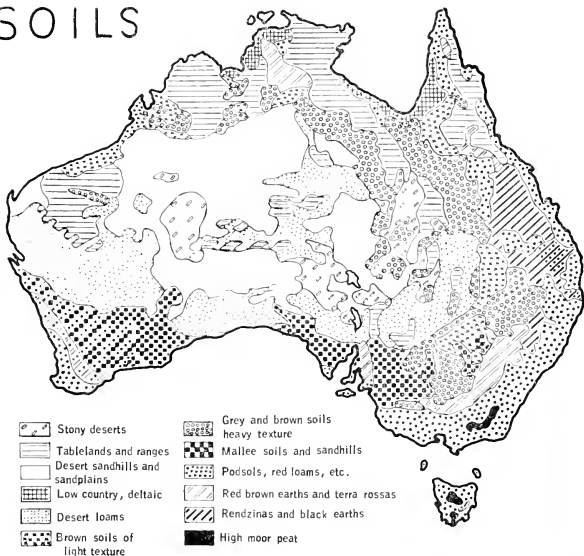 SOILS
Stony deserts
Tablelands and ranges
Desert sandhills and
sandplains
Low country, deltaic
Desert loams
Brown soils of
light texture
Grey and brown soils
heavy texture
Mallee soils and sandhills
Podsols, red loams, etc.
Red brown earths and terra rossas
Rendzinas and black earths
High moor peat